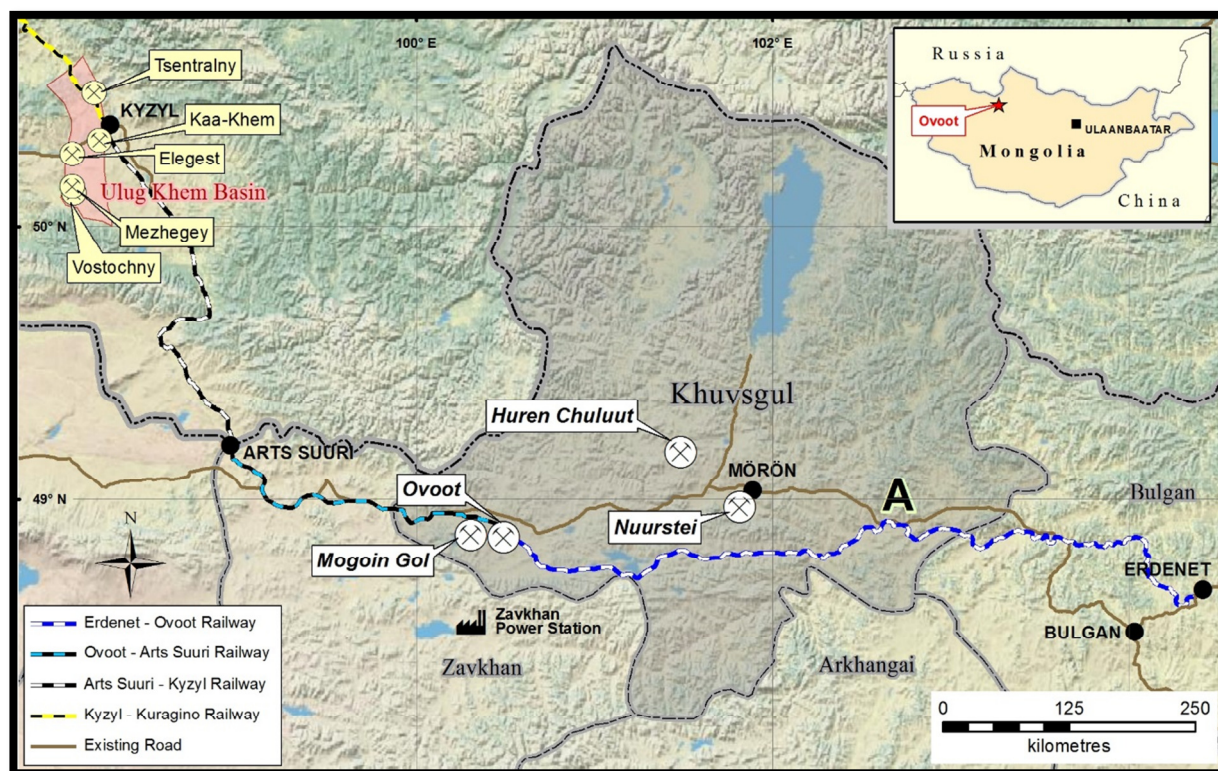 100° E
102° E
Tsentralny
KYZYL
Kaa-Khem
Elegest
Ulug Khem Basin
50° N
Mezhegey
Vostochny
Russia
Ovoot
ULAANBAATAR
Mongolia
China
Khuvsgul
Huren Chuluut
ARTS SUURI
MÖRÖN
49° N
Ovoot
A
Bulgan
Nuurstei
Mogoin Gol
N
ERDENET
Zavkhan
Power Station
BULGAN
Zavkhan
Arkhangai
Erdenet - Ovoot Railway
Ovoot - Arts Suuri Railway
Arts Suuri - Kyzyl Railway
Kyzyl - Kuragino Railway
Existing Road
0 125 250
kilometres